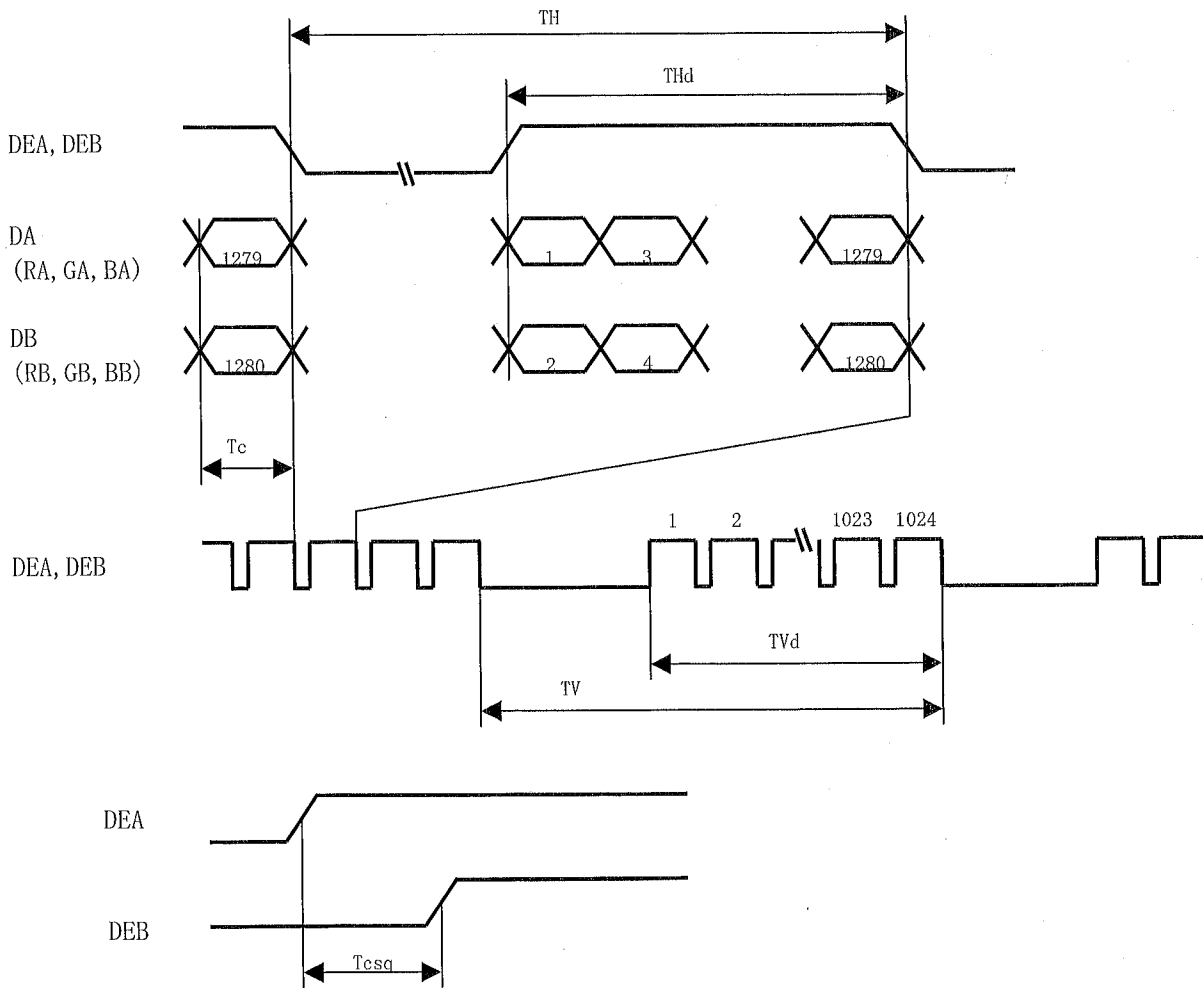 TH
THd
DEA, DEB
DA
(RA, GA, BA)
1279 1 3 1279
DB
(RB, GB, BB)
1280 2 4 1280
Tc
1 2 1023 1024
DEA, DEB
TVd
TV
DEA
DEB
Tcsq